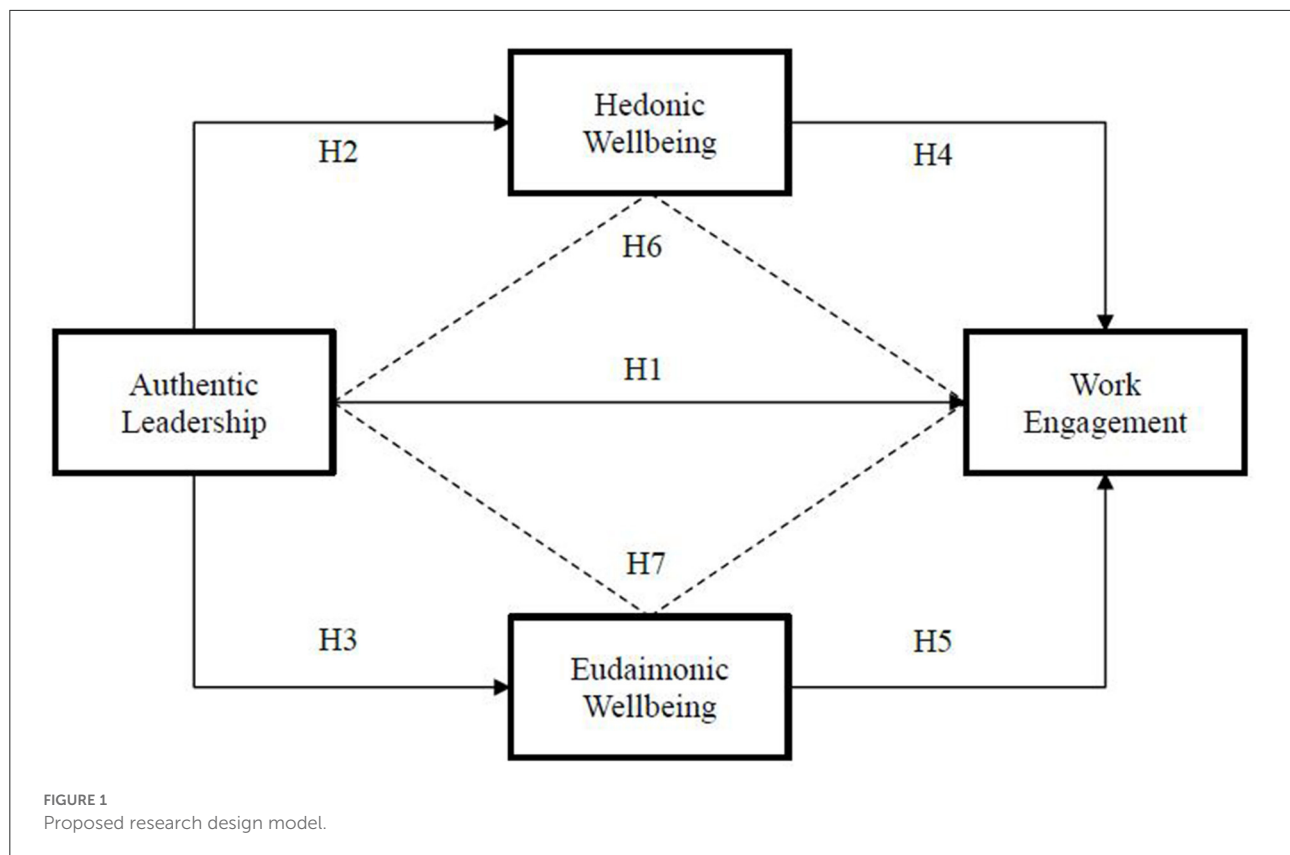 Hedonic
Wellbeing
H2
H4
H6
Authentic
Leadership
H1
Work
Engagement
H7
H3
H5
Eudaimonic
Wellbeing
FIGURE 1
Proposed research design model.